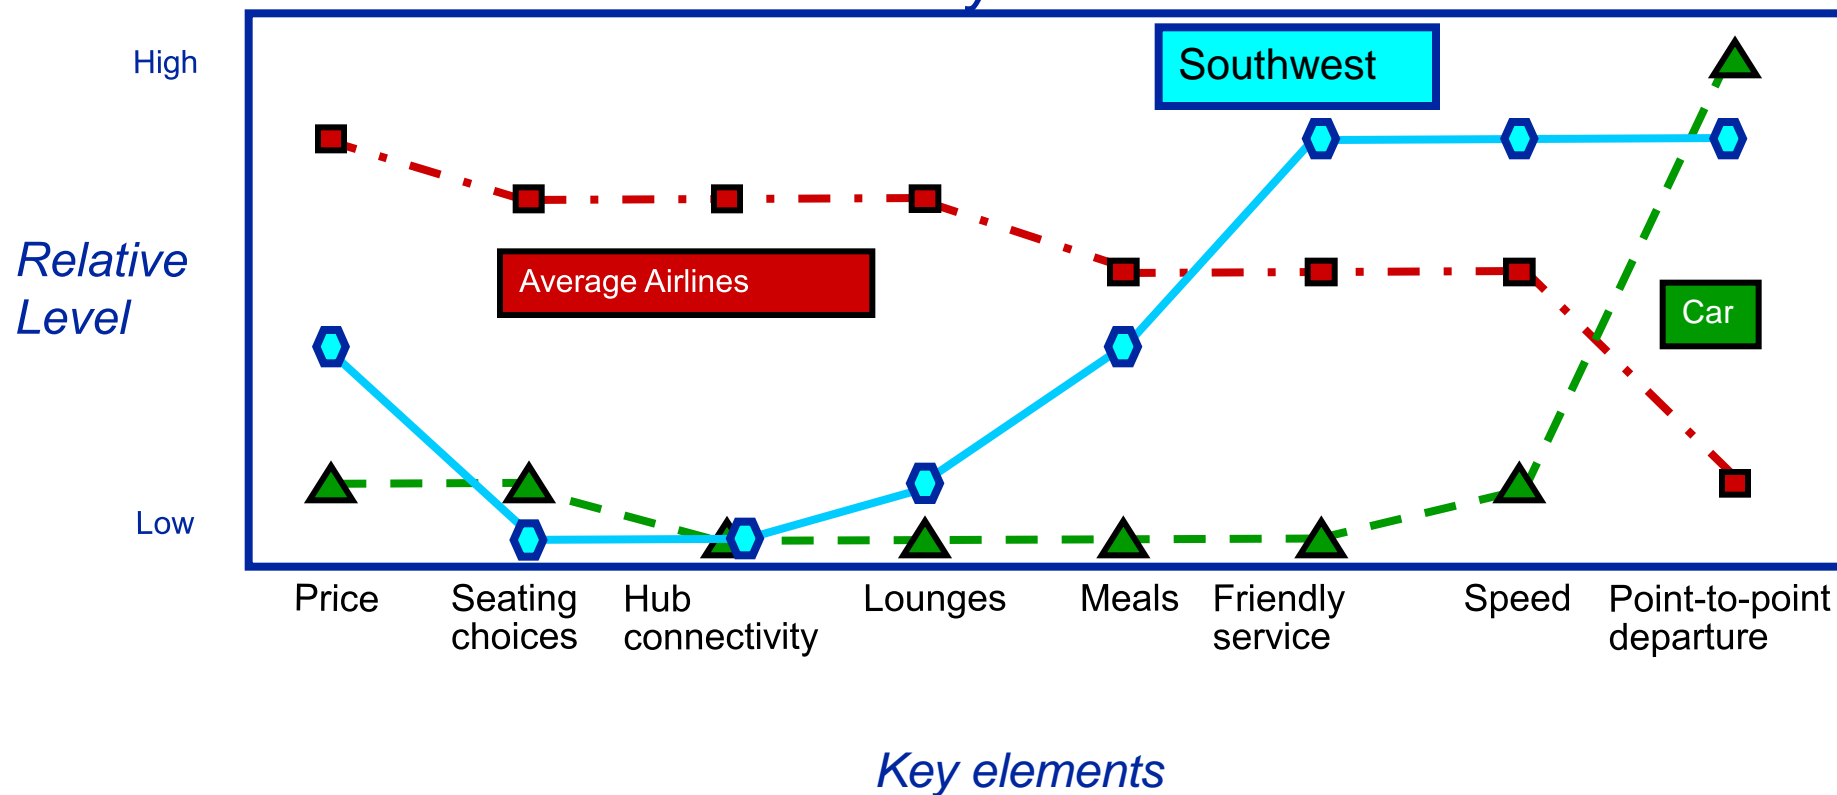 High
Southwest
Relative
Level
Average Airlines
Car
Low
Price
Seating
choices
Hub
connectivity
Lounges
Meals
Friendly
service
Speed
Point-to-point
departure
Key elements